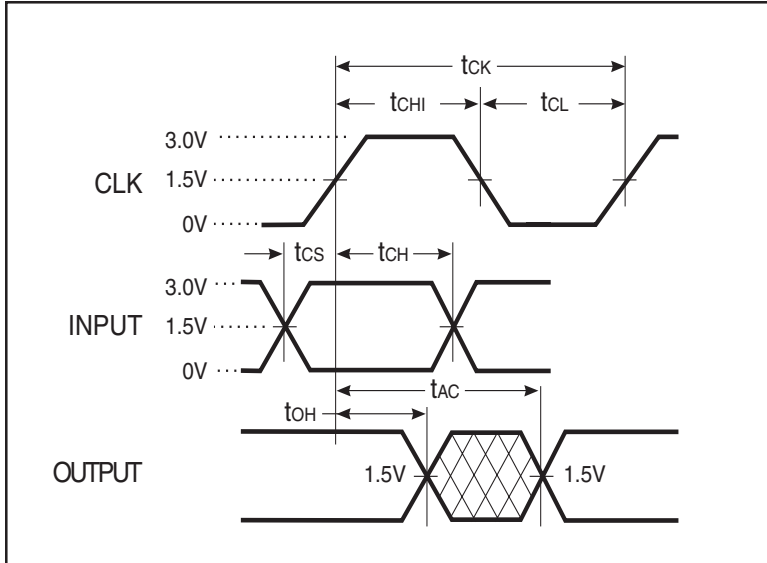 tCK
tCHI tCL
3.0V
CLK 1.5V
0V
tCS tCH
3.0V
INPUT 1.5V
0V
tAC
tOH
OUTPUT 1.5V 1.5V